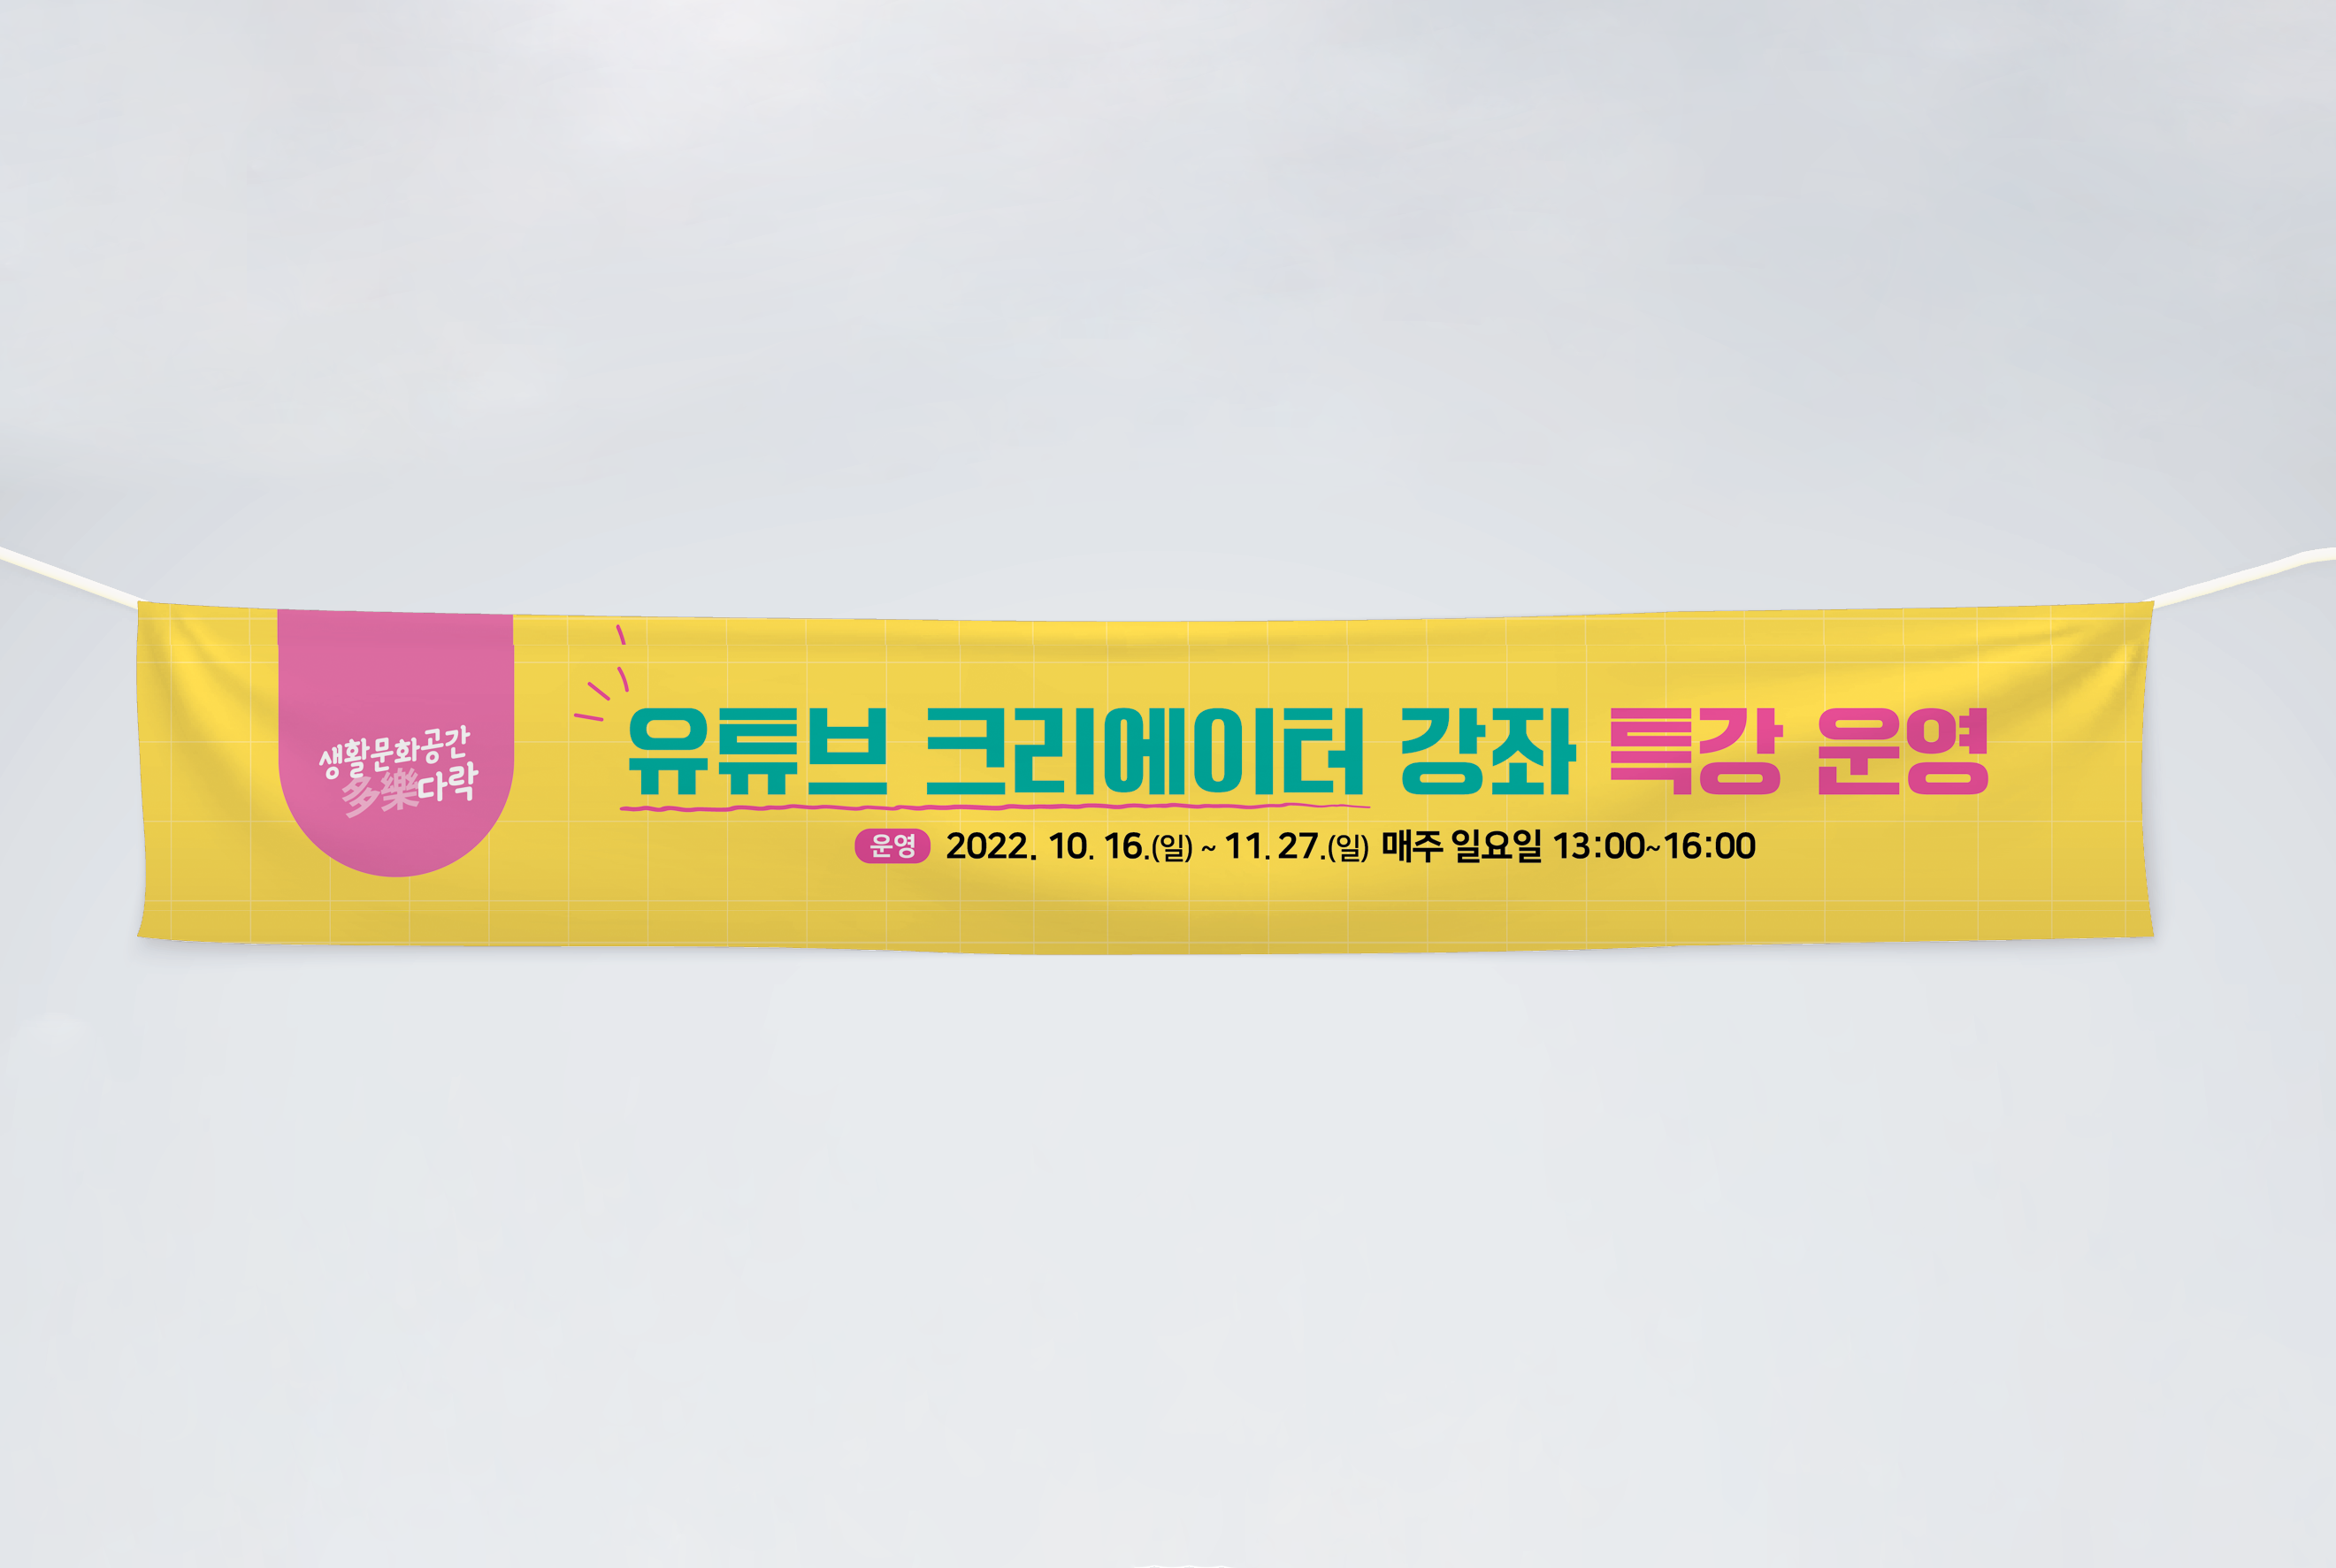 생활문화공간
多樂다락
유튜브 크리에이터 강좌 특강 운영
운영 2022. 10. 16.(일) ~ 11. 27.(일) 매주 일요일 13:00~16:00